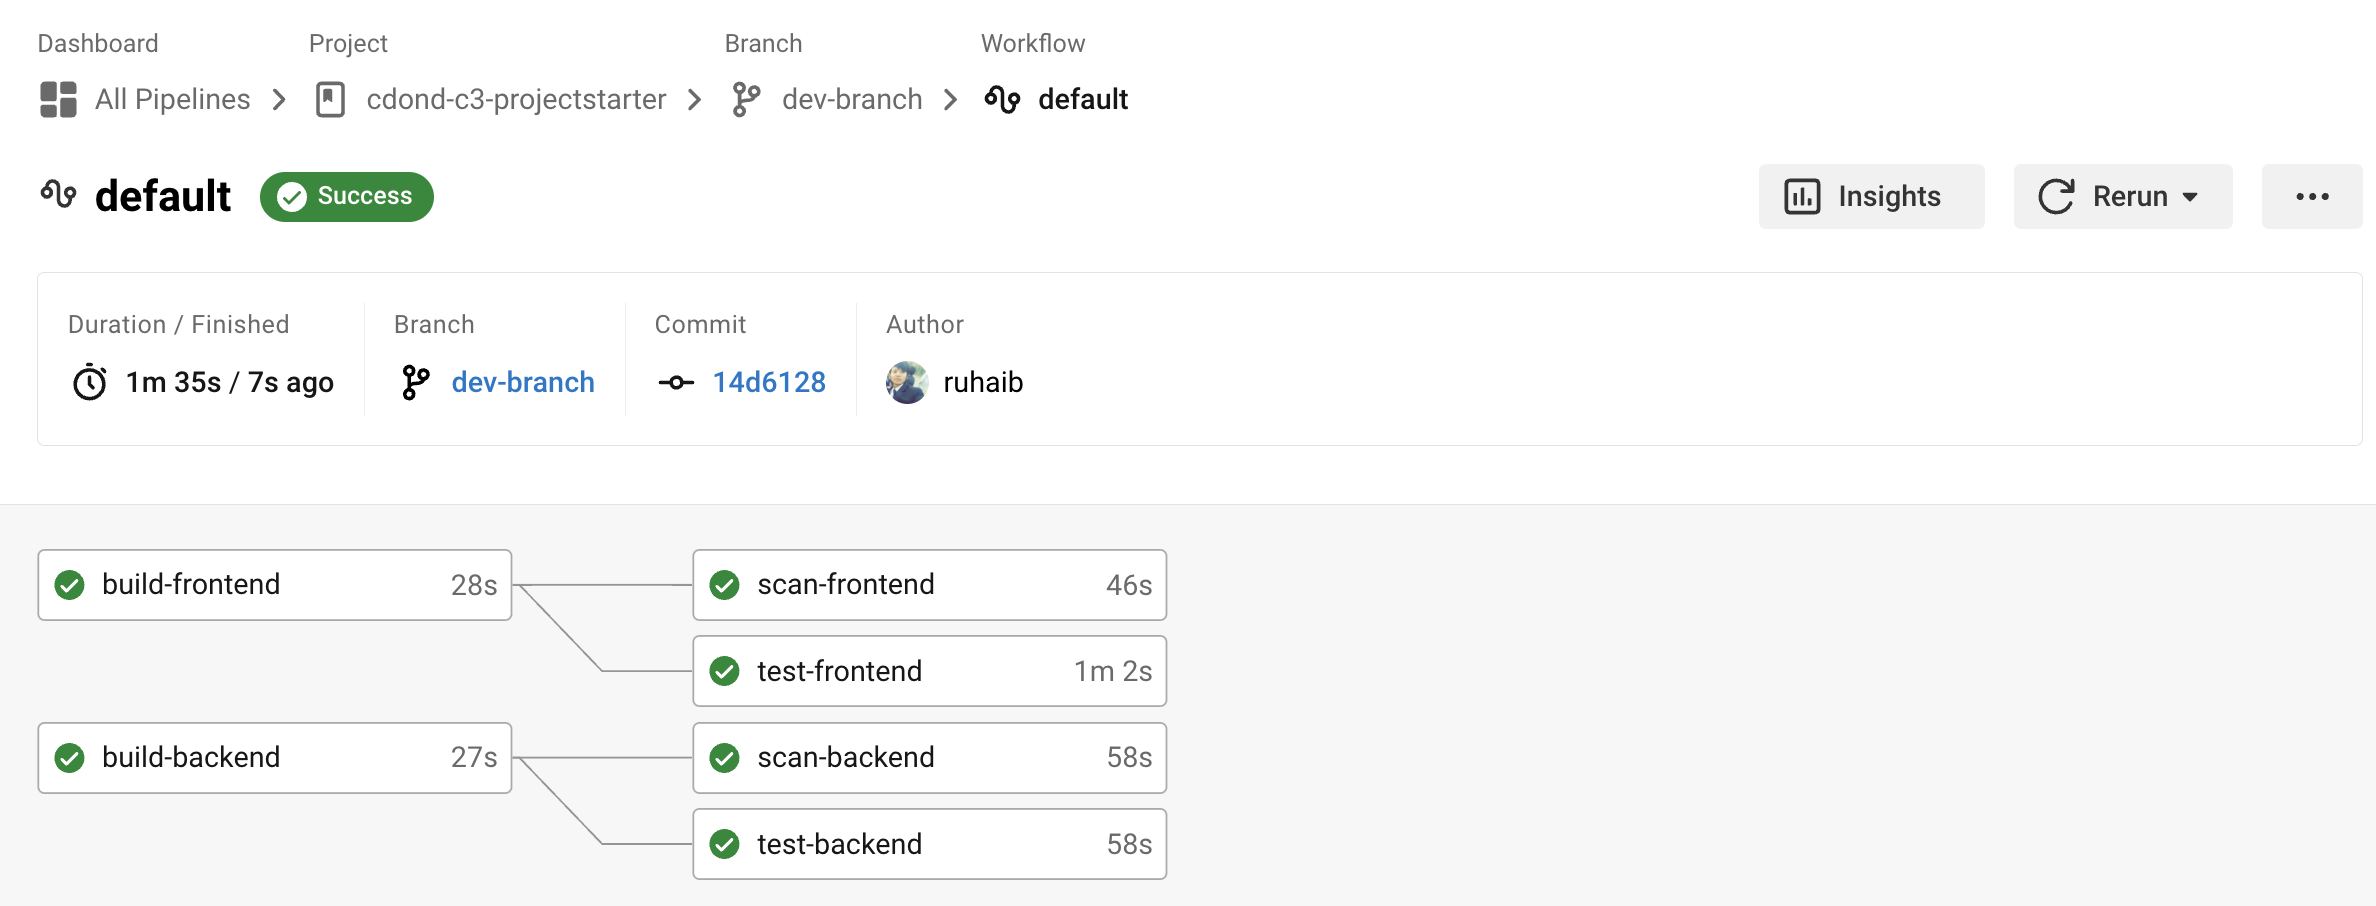 Dashboard Project Branch Workflow
All Pipelines cdond-c3-projectstarter dev-branch default
default Success Insights Rerun
Duration / Finished Branch Commit Author
1m 35s / 7s ago dev-branch 14d6128 ruhaib
build-frontend 28s scan-frontend 46s
test-frontend 1m 2s
build-backend 27s scan-backend 58s
test-backend 58s